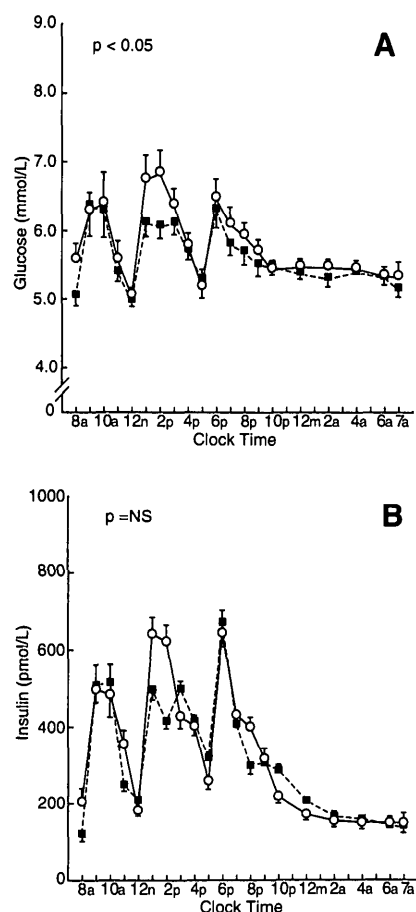 A
p < 0.05
9.0
8.0
7.0
6.0
5.0
4.0
0
Glucose (mmol/L)
8a 10a 12n 2p 4p 6p 8p 10p 12m 2a 4a 6a 7a
Clock Time
B
p =NS
1000
800
600
400
200
0
Insulin (pmol/L)
8a 10a 12n 2p 4p 6p 8p 10p 12m 2a 4a 6a 7a
Clock Time